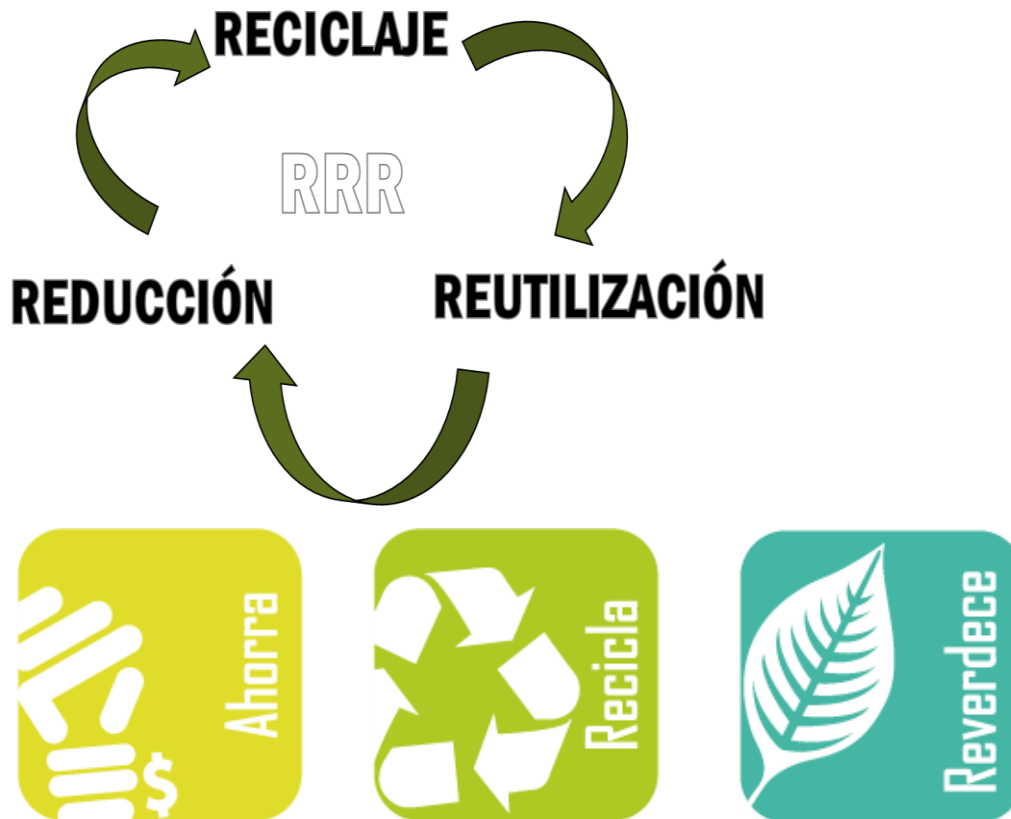 RECICLAJE
RRR
REDUCCIÓN
REUTILIZACIÓN
Ahorra
$
Recicla
Reverdece